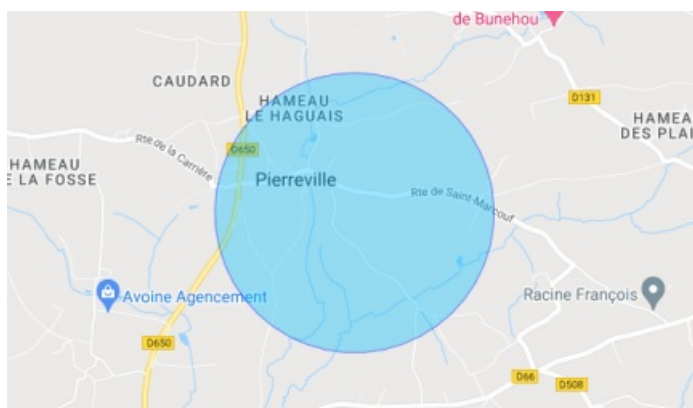 de Bunehou
CAUDARD
D131
HAMEAU
LE HAGUAIS
HAMEA
DES PLAI
Rte de la Carrière
D650
HAMEAU
E LA FOSSE
Pierreville
Rte de Saint-Marcouf
Avoine Agencement
Racine François
D650
D66
D508